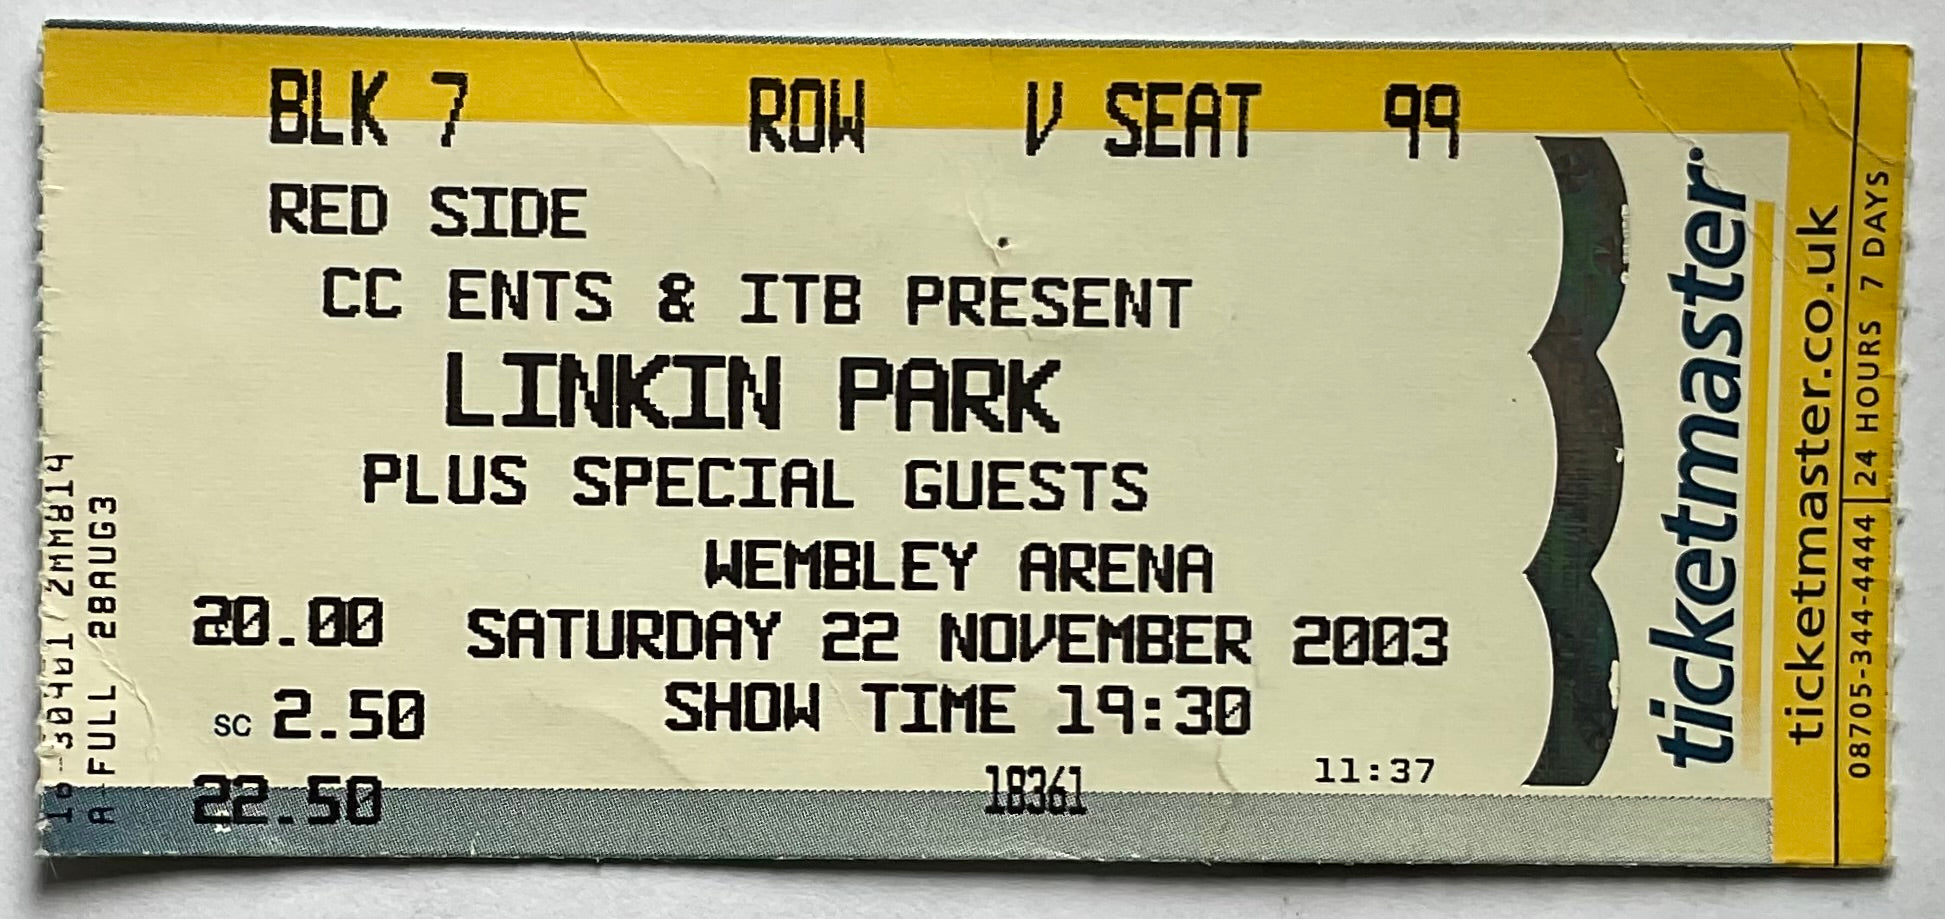 BLK 7 ROW V SEAT 99
RED SIDE
CC ENTS & ITB PRESENT
LINKIN PARK
PLUS SPECIAL GUESTS
WEMBLEY ARENA
20.00 SATURDAY 22 NOVEMBER 2003
SC 2.50 SHOW TIME 19:30
11:37
22.50 18361
ZMM819
A-FULL 28AUG3
ticketmaster
ticketmaster.co.uk
08705-344-4444 24 HOURS 7 DAYS